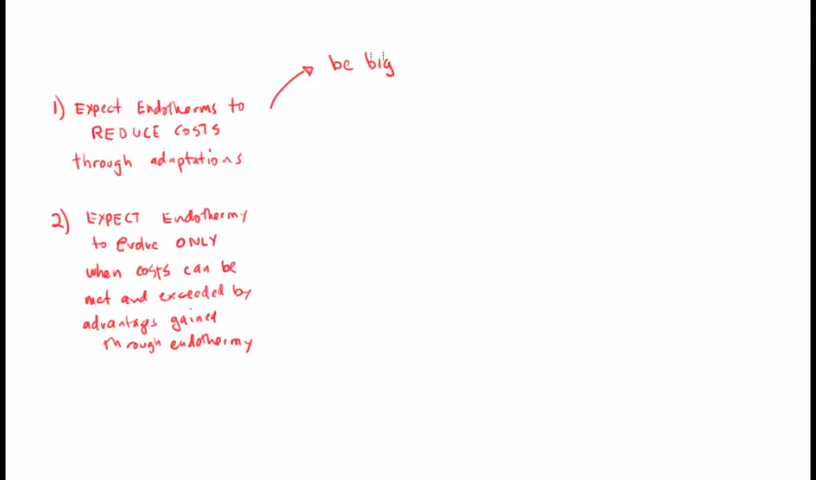 be big
1) Expect Endotherms to
REDUCE COSTS
through adaptations
2) EXPECT Endothermy
to evolve ONLY
when costs can be
met and exceeded by
advantages gained
through endothermy